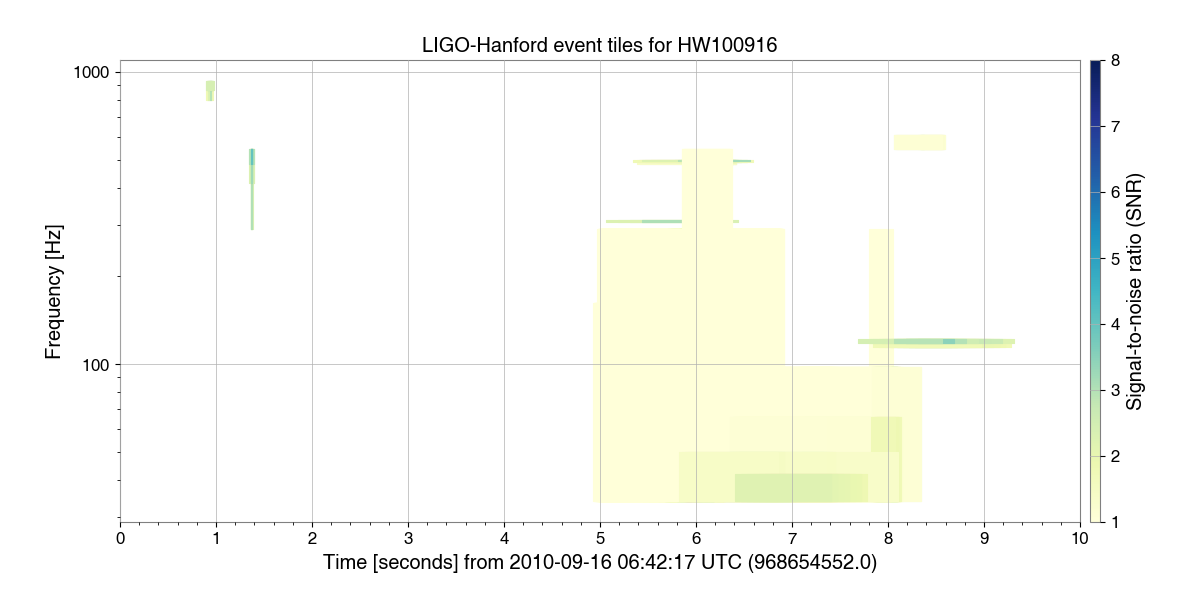 LIGO-Hanford event tiles for HW100916
1000
100
Frequency [Hz]
0 1 2 3 4 5 6 7 8 9 10
Time [seconds] from 2010-09-16 06:42:17 UTC (968654552.0)
8
7
6
5
4
3
2
1
Signal-to-noise ratio (SNR)